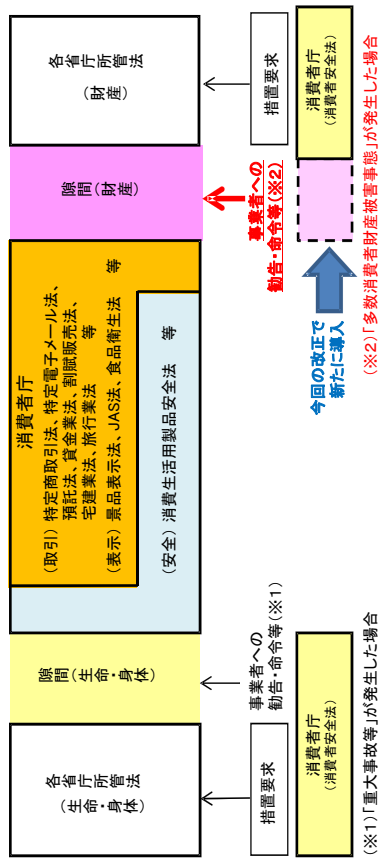 各省庁所管法
(生命・身体)
隙間(生命・身体)
消費者庁
(取引)特定商取引法、特定電子メール法、
預託法、貸金業法、割賦販売法、
宅建業法、旅行業法　等
(表示)景品表示法、JAS法、食品衛生法　等
(安全)消費生活用製品安全法　等
隙間(財産)
各省庁所管法
(財産)
措置要求
事業者への
勧告・命令等(※1)
事業者への
勧告・命令等(※2)
措置要求
消費者庁
(消費者安全法)
今回の改正で
新たに導入
消費者庁
(消費者安全法)
(※1)「重大事故等」が発生した場合
(※2)「多数消費者財産被害事態」が発生した場合